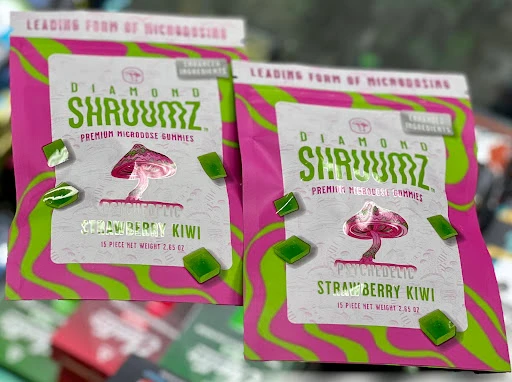 LEADING FORM OF MICRODOSING
ENHANCED
INGREDIENTS
DIAMOND
SHRUUMZ
TM
PREMIUM MICRODOSE GUMMIES
PSYCHEDELIC
STRAWBERRY KIWI
15 PIECE NET WEIGHT 2.65 OZ
LEADING FORM OF MICRODOSING
ENHANCED
INGREDIENTS
DIAMOND
SHRUUMZ
TM
PREMIUM MICRODOSE GUMMIES
PSYCHEDELIC
STRAWBERRY KIWI
15 PIECE NET WEIGHT 2.65 OZ